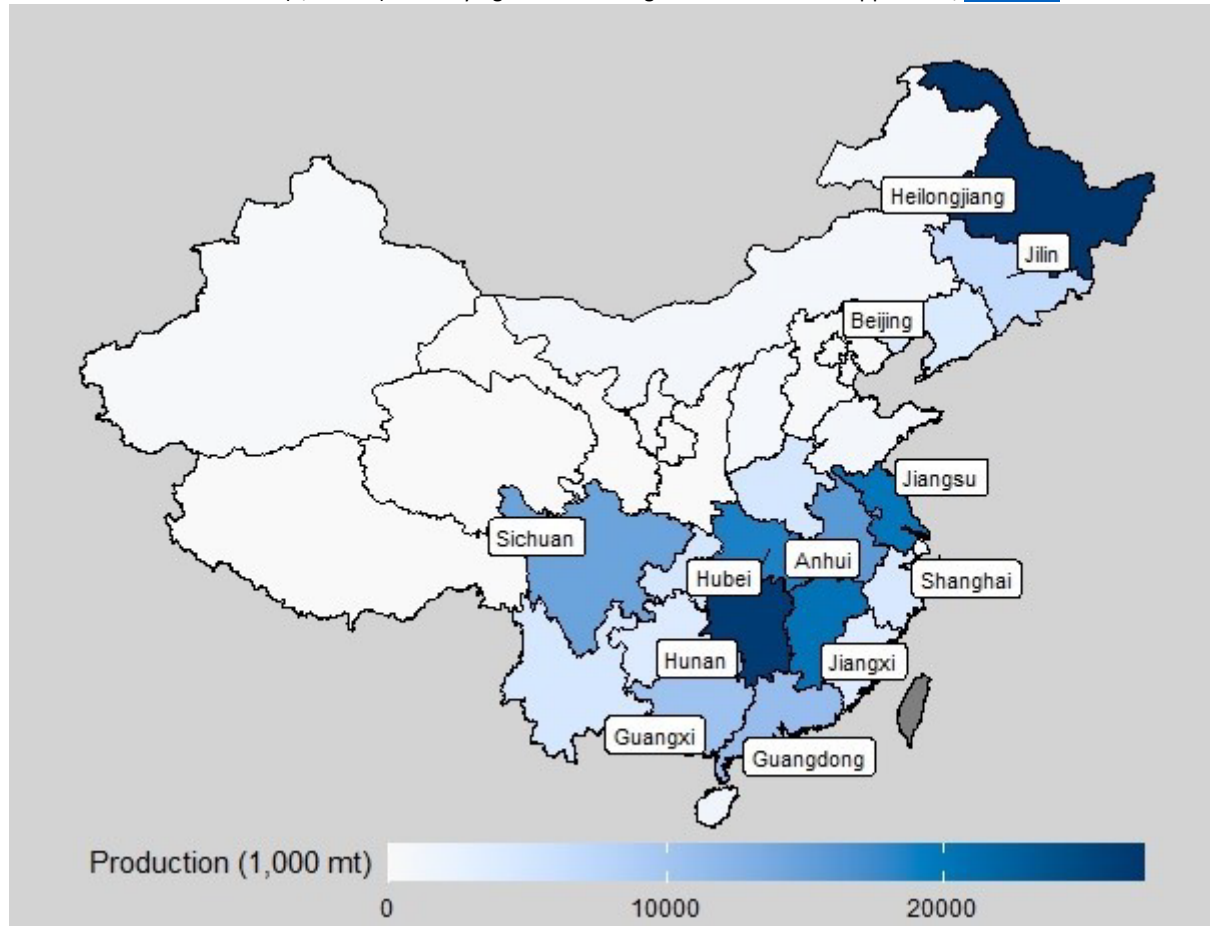 Heilongjiang
Jilin
Beijing
Jiangsu
Sichuan
Anhui
Hubei
Shanghai
Hunan
Jiangxi
Guangxi
Guangdong
Production (1,000 mt)
0 10000 20000